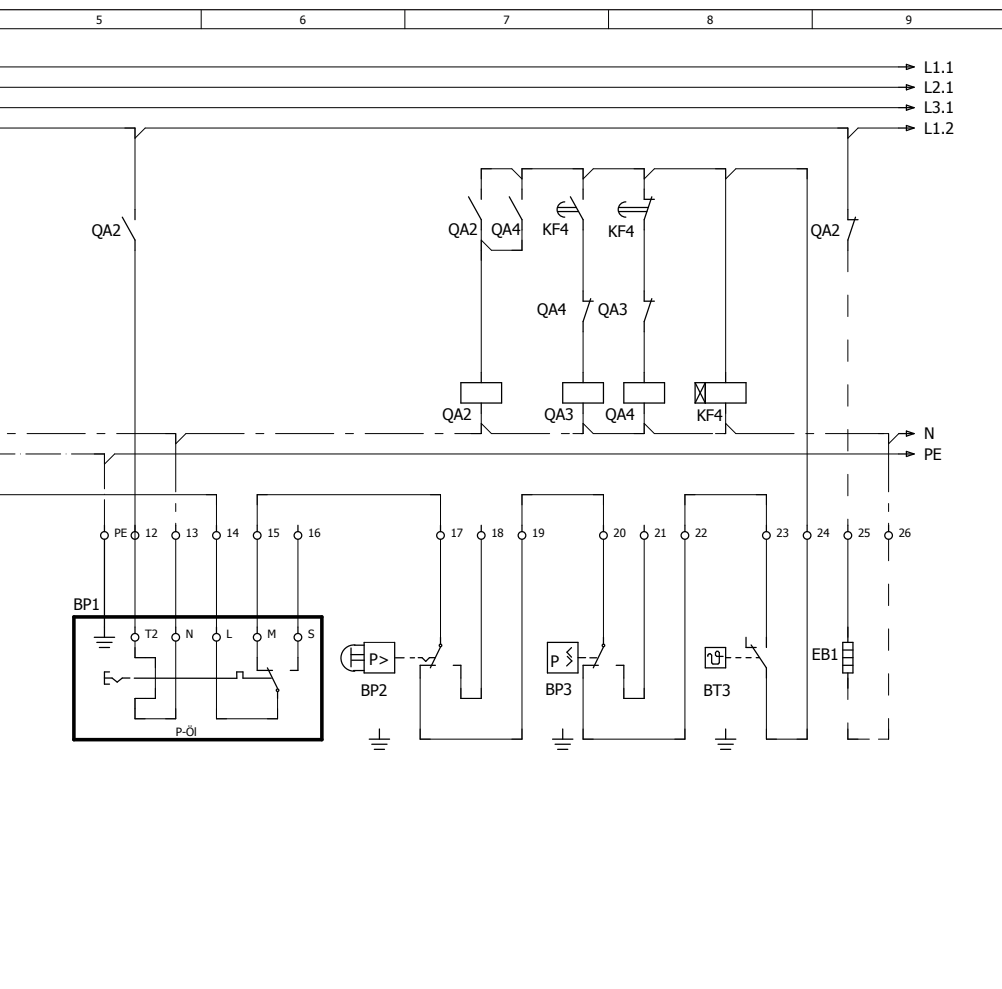 5 6 7 8 9
L1.1
L2.1
L3.1
L1.2
QA2 QA2 QA4 KF4 KF4 QA2
QA4 QA3
QA2 QA3 QA4 KF4
N
PE
PE 12 13 14 15 16 17 18 19 20 21 22 23 24 25 26
BP1
T2 N L M S
P> P ϑ EB1
BP2 BP3 BT3
P-Öl